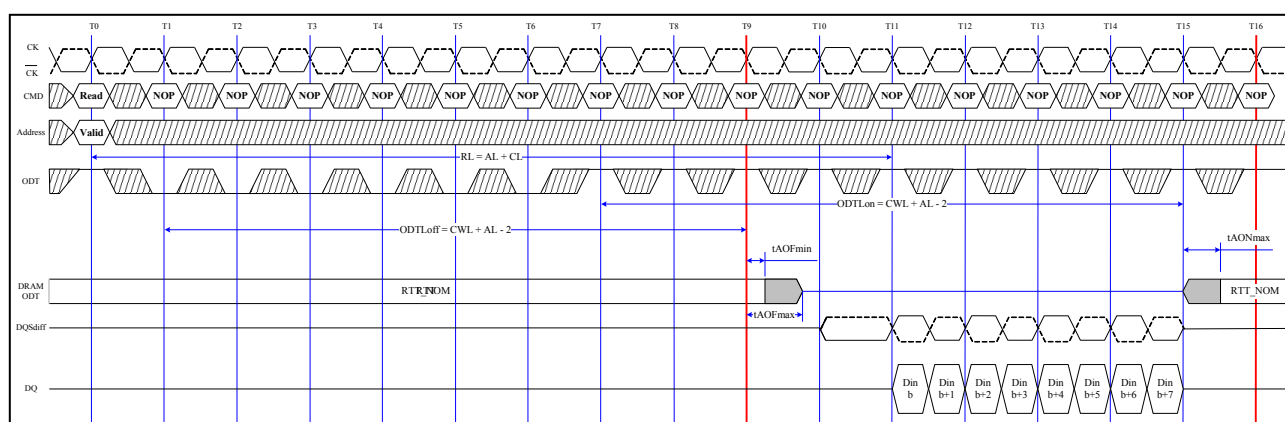 T0 T1 T2 T3 T4 T5 T6 T7 T8 T9 T10 T11 T12 T13 T14 T15 T16
CK
CK
CMD Read NOP NOP NOP NOP NOP NOP NOP NOP NOP NOP NOP NOP NOP NOP NOP NOP
Address Valid
RL = AL + CL
ODT
ODTLon = CWL + AL - 2
ODTLoff = CWL + AL - 2
tAOFmin
tAONmax
DRAM ODT
RTT_NOM
RTT_NOM
tAOFmax
DQSdiff
DQ
Din b
Din b+1
Din b+2
Din b+3
Din b+4
Din b+5
Din b+6
Din b+7